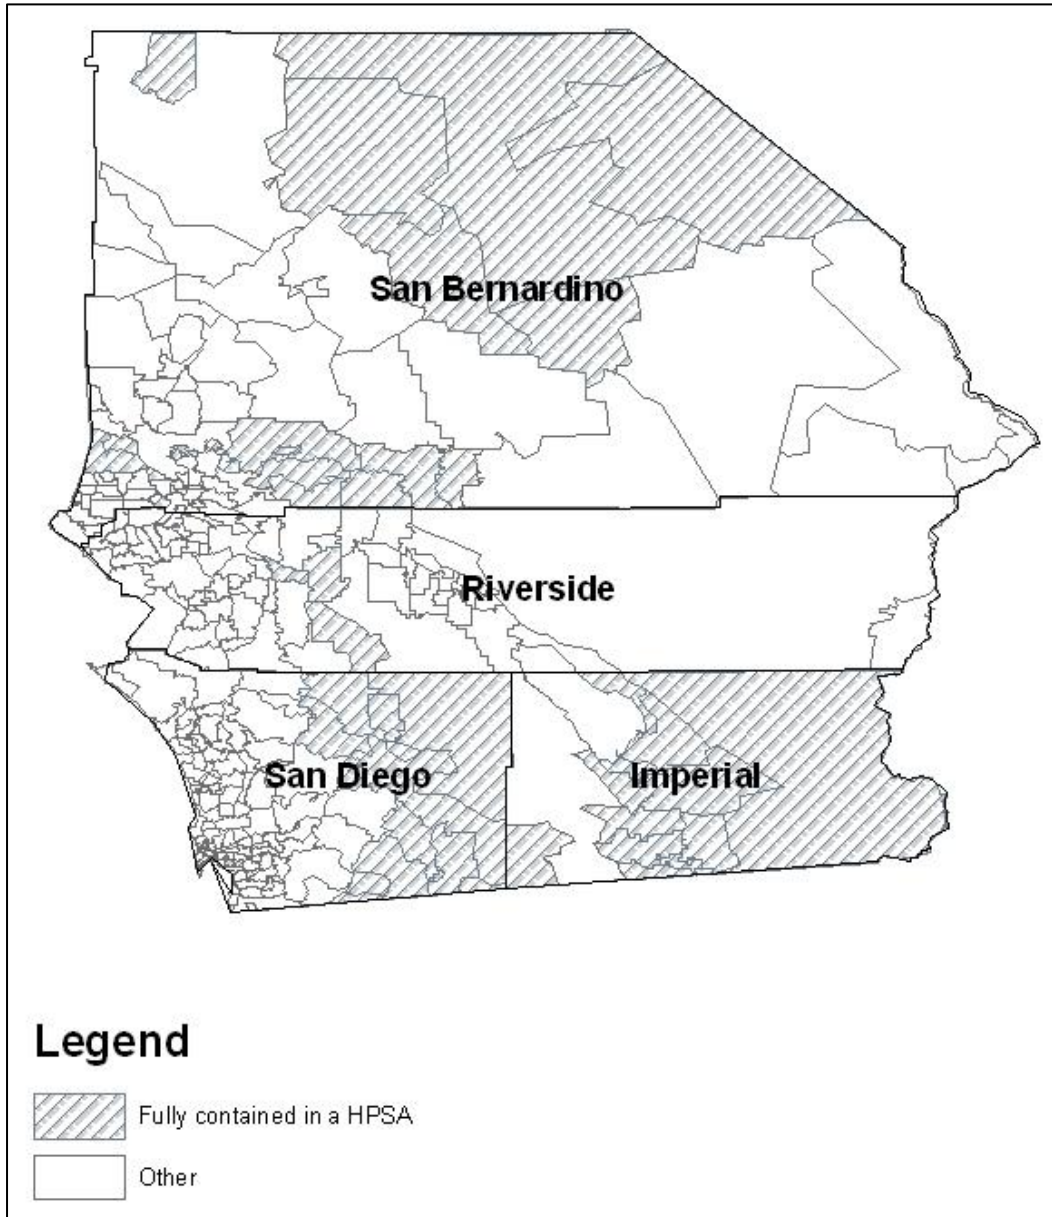 San Bernardino
Riverside
San Diego
Imperial
Legend
Fully contained in a HPSA
Other